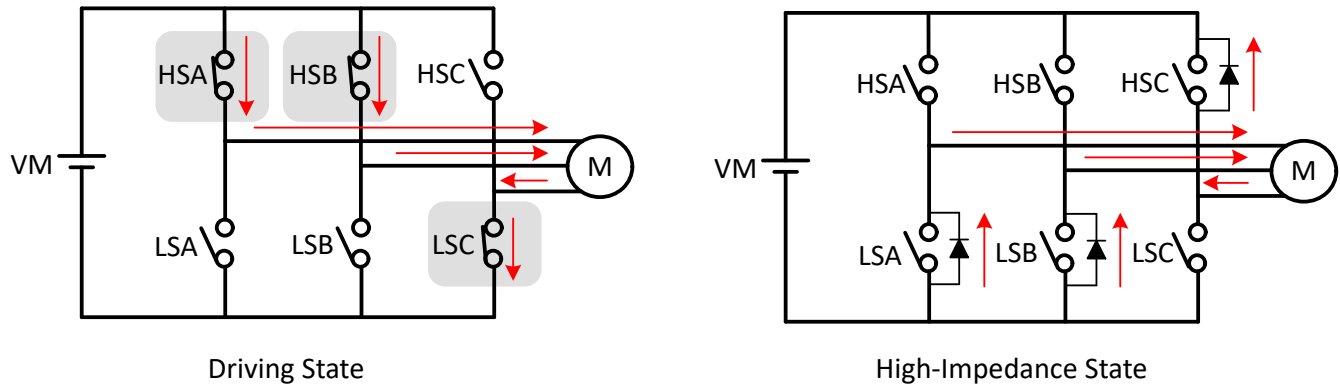 HSA
HSB
HSC
VM
M
LSA
LSB
LSC
Driving State
HSA
HSB
HSC
VM
M
LSA
LSB
LSC
High-Impedance State